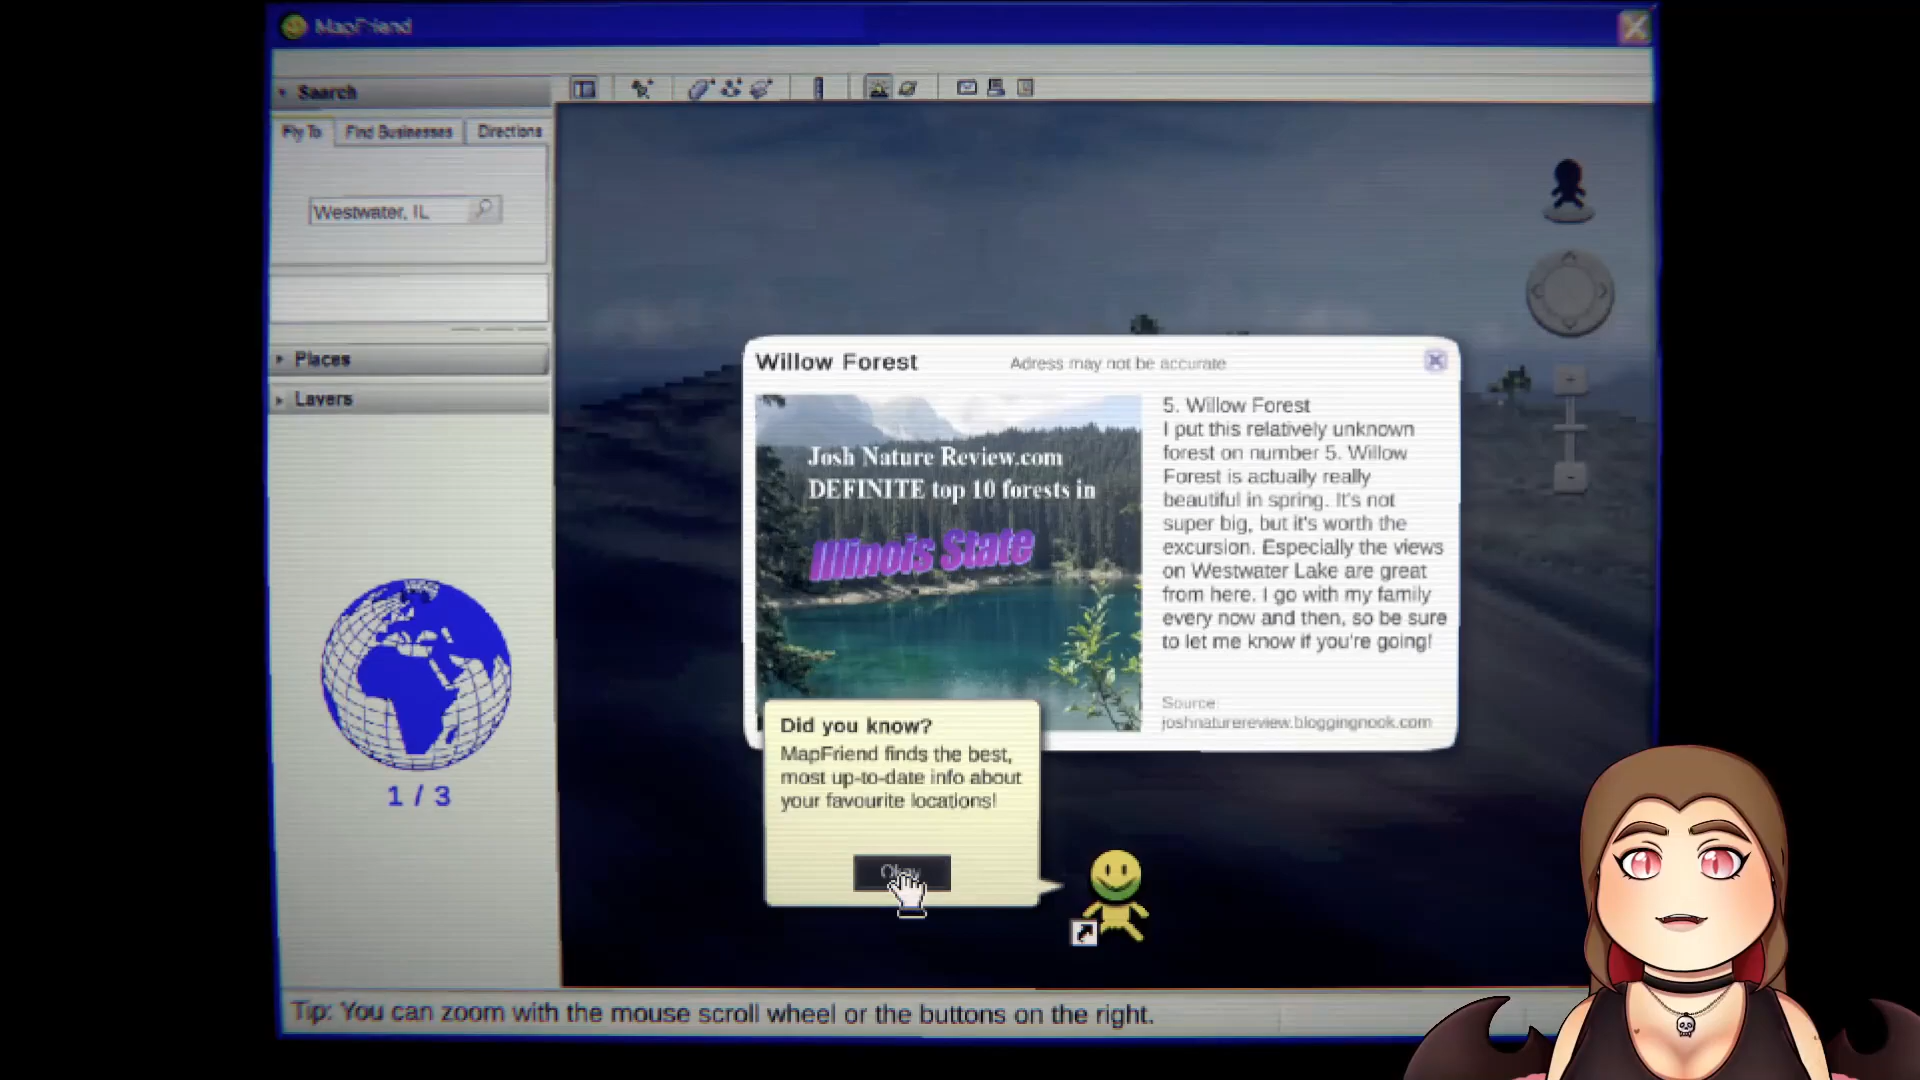 MapFriend
Search
Fly To
Find Businesses
Directions
Westwater, IL
Places
Layers
1 / 3
Willow Forest
Adress may not be accurate
Josh Nature Review.com
DEFINITE top 10 forests in
Illinois State
5. Willow Forest
I put this relatively unknown
forest on number 5. Willow
Forest is actually really
beautiful in spring. It's not
super big, but it's worth the
excursion. Especially the views
on Westwater Lake are great
from here. I go with my family
every now and then, so be sure
to let me know if you're going!
Source:
joshnaturereview.bloggingnook.com
Did you know?
MapFriend finds the best,
most up-to-date info about
your favourite locations!
Okay
Tip: You can zoom with the mouse scroll wheel or the buttons on the right.